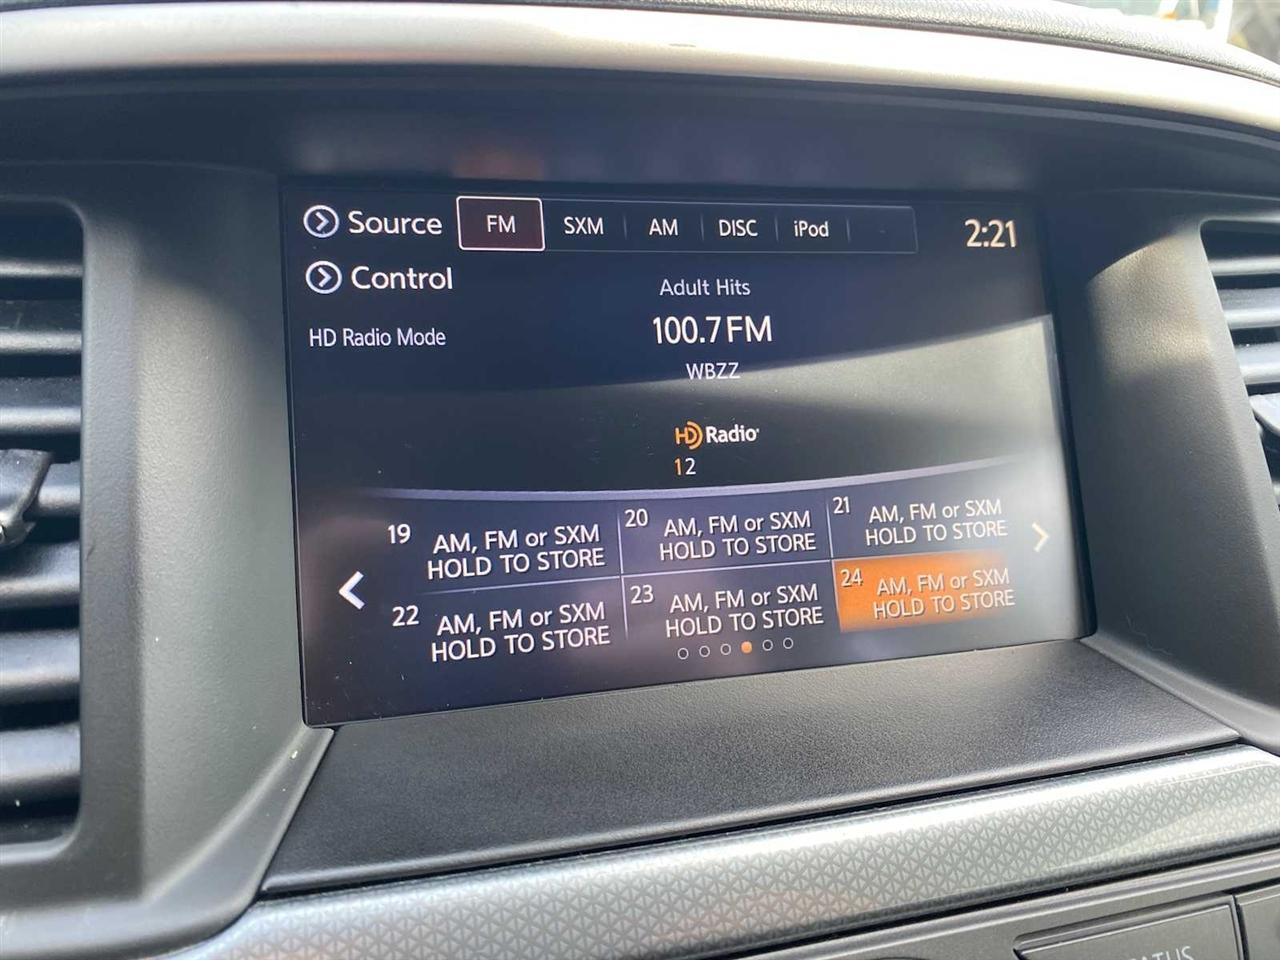 Source FM SXM AM DISC iPod 2:21
Control
Adult Hits
HD Radio Mode 100.7 FM
WBZZ
HD Radio
12
19 AM, FM or SXM
HOLD TO STORE
20 AM, FM or SXM
HOLD TO STORE
21 AM, FM or SXM
HOLD TO STORE
22 AM, FM or SXM
HOLD TO STORE
23 AM, FM or SXM
HOLD TO STORE
24 AM, FM or SXM
HOLD TO STORE